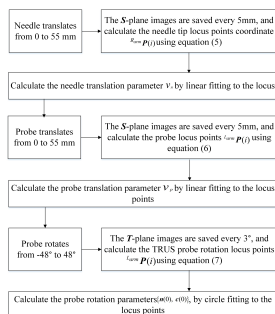 Needle translates
from 0 to 55 mm
The S-plane images are saved every 5mm, and
calculate the needle tip locus points coordinate
P(i) using equation (5)
Calculate the needle translation parameter v by linear fitting to the locus
Probe translates
from 0 to 55 mm
The S-plane images are saved every 5mm, and
calculate the probe locus points P(i) using
equation (6)
Calculate the probe translation parameter v by linear fitting to the locus
points
Probe rotates
from -48° to 48°
The T-plane images are saved every 3°, and
calculate the TRUS probe rotation locus points
P(i) using equation (7)
Calculate the probe rotation parameters{n(0), c(0)}, by circle fitting to the
locus points